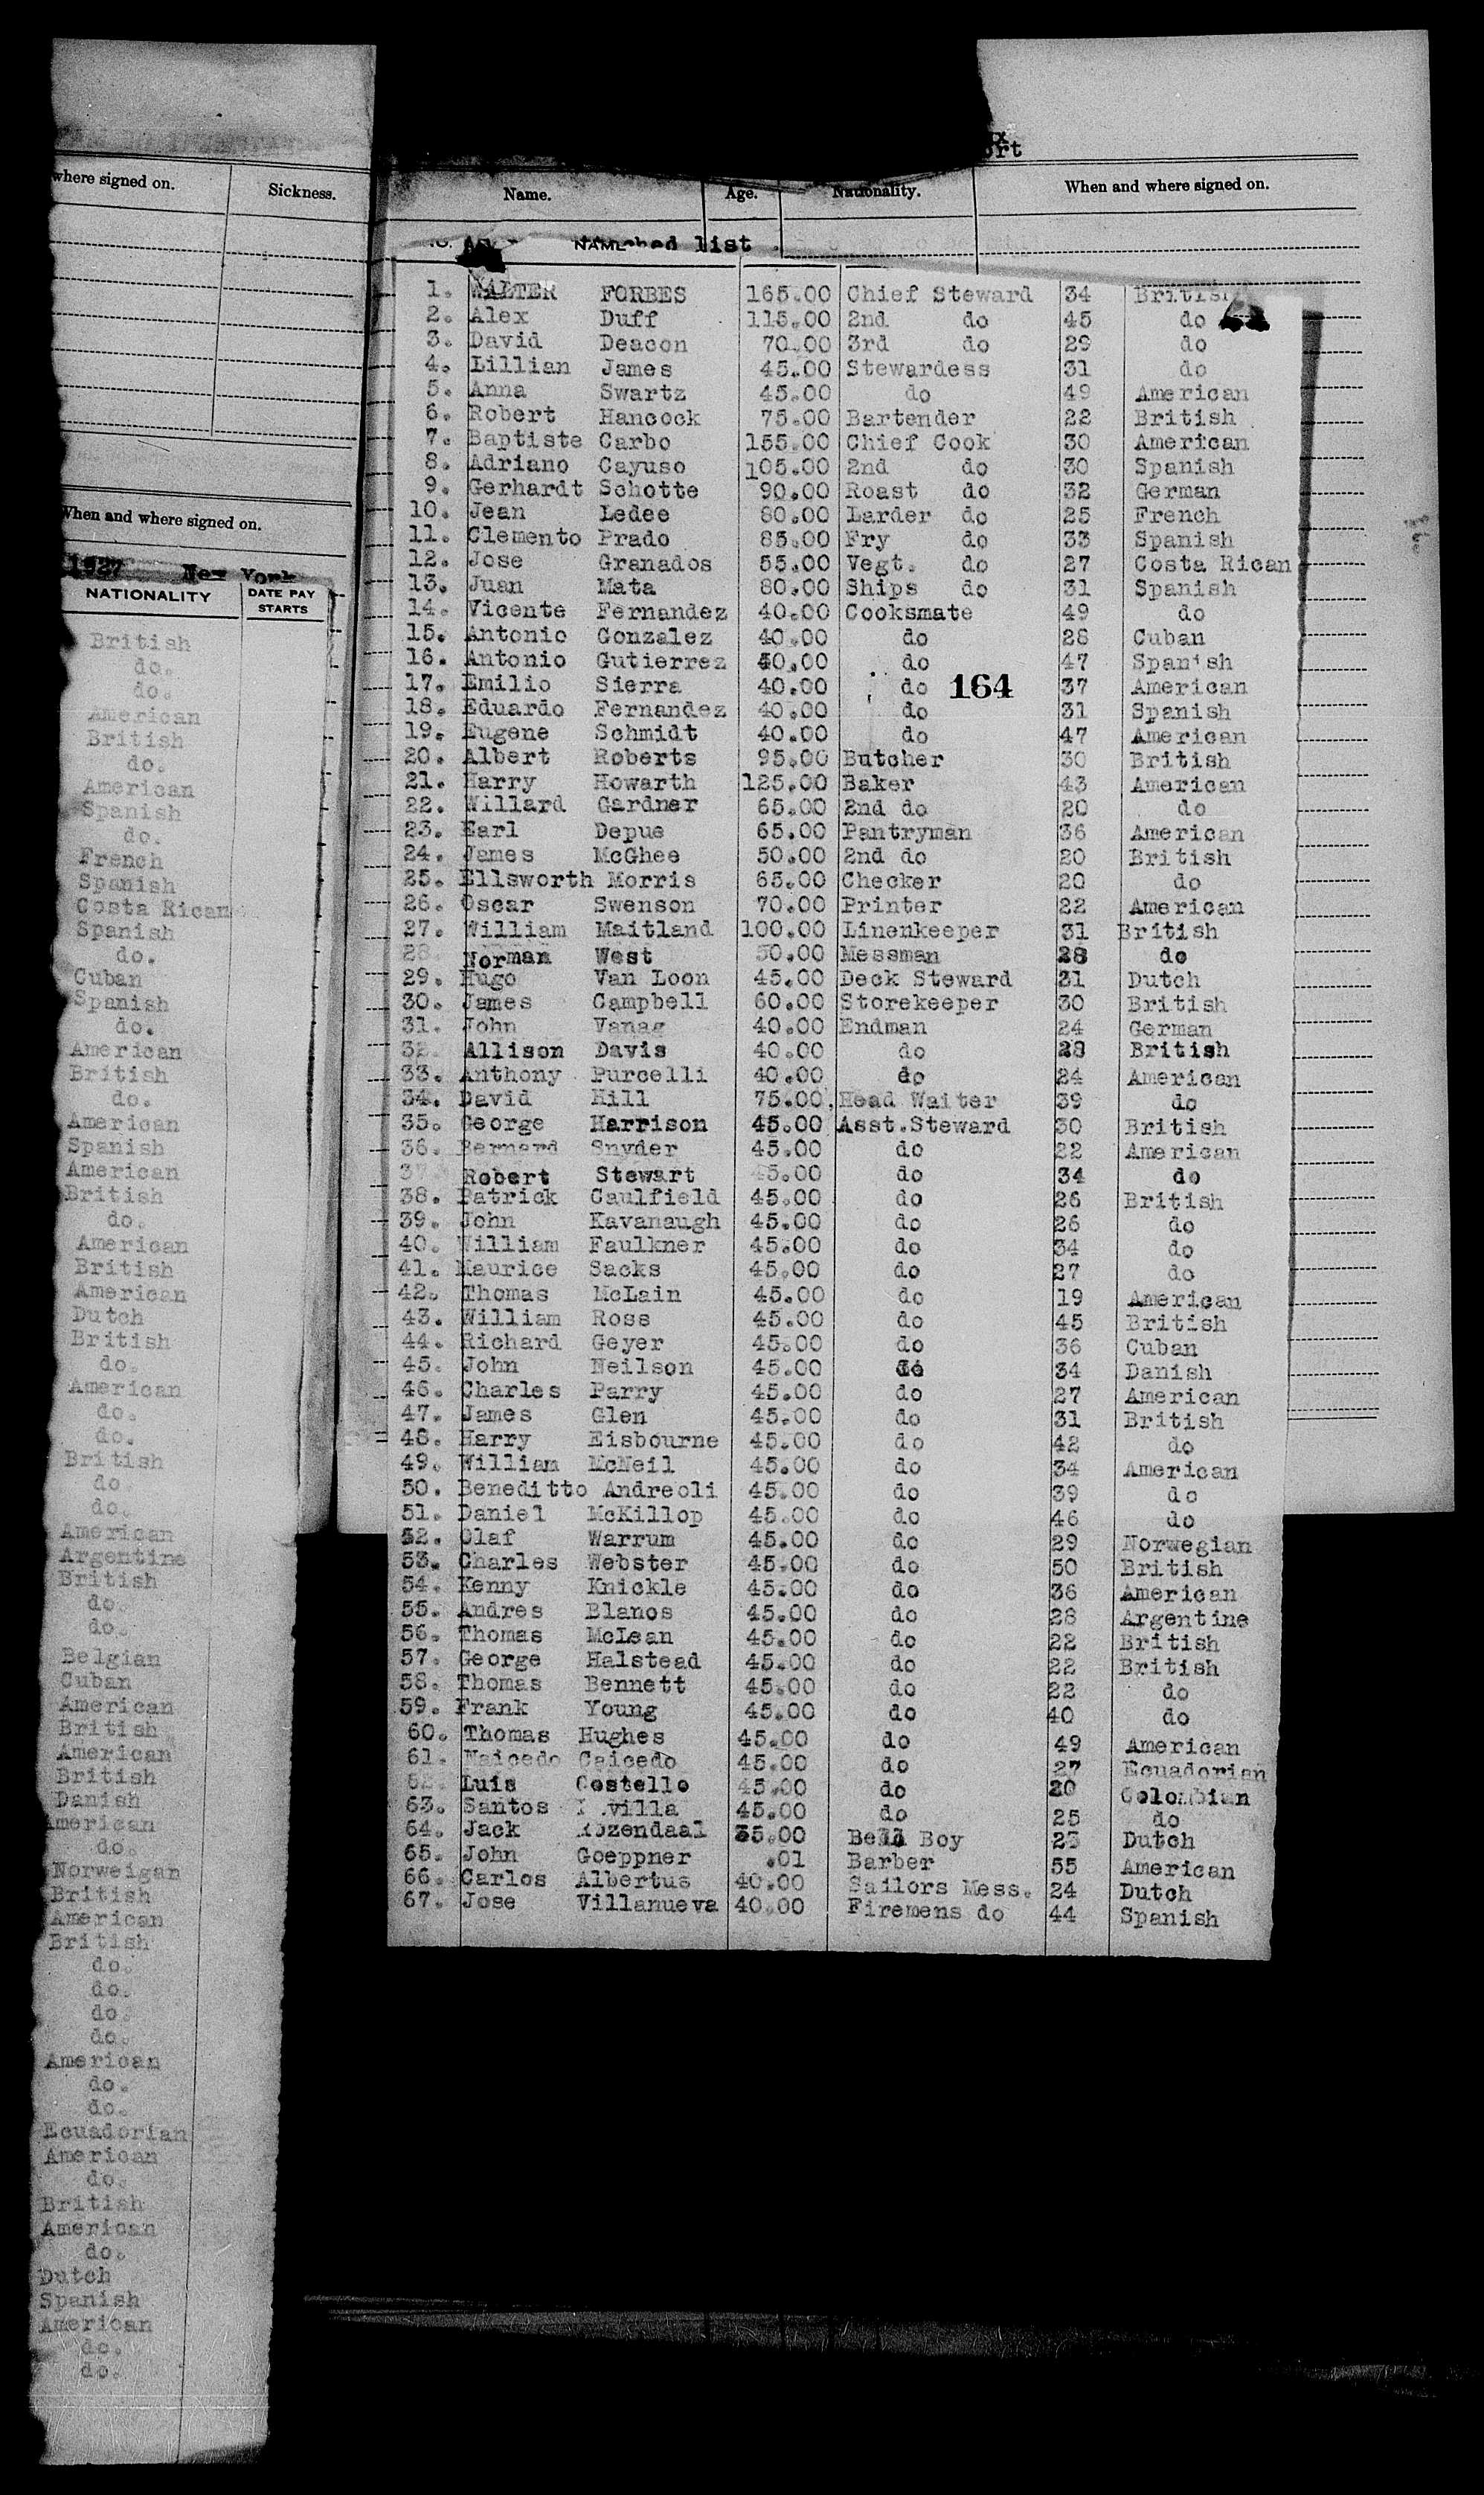 where signed on. Sickness.
When and where signed on.
1927 New York
NATIONALITY DATE PAY STARTS
British
do.
do.
American
British
do.
American
Spanish
do.
French
Spanish
Costa Rican
Spanish
do.
Cuban
Spanish
do.
American
British
do.
American
Spanish
American
British
do.
American
British
American
Dutch
British
do.
American
do.
do.
British
do.
do.
American
Argentine
British
do.
do.
Belgian
Cuban
American
British
American
British
Danish
American
do.
Norweigan
British
American
British
do.
do.
do.
do.
American
do.
do.
Ecuadorian
American
do.
British
American
do.
Dutch
Spanish
American
do.
do.
ort
Name. Age. Nationality. When and where signed on.
NAME list
1. WALTER FORBES 165.00 Chief Steward 34 British
2. Alex Duff 115.00 2nd do 45 do
3. David Deacon 70.00 3rd do 29 do
4. Lillian James 45.00 Stewardess 31 do
5. Anna Swartz 45.00 do 49 American
6. Robert Hancock 75.00 Bartender 22 British
7. Baptiste Carbo 155.00 Chief Cook 30 American
8. Adriano Cayuso 105.00 2nd do 30 Spanish
9. Gerhardt Schotte 90.00 Roast do 32 German
10. Jean Ledee 80.00 Larder do 25 French
11. Clemento Prado 85.00 Fry do 33 Spanish
12. Jose Granados 55.00 Vegt. do 27 Costa Rican
13. Juan Mata 80.00 Ships do 31 Spanish
14. Vicente Fernandez 40.00 Cooksmate 49 do
15. Antonio Gonzalez 40.00 do 28 Cuban
16. Antonio Gutierrez 40.00 do 47 Spanish
17. Emilio Sierra 40.00 do 164 37 American
18. Eduardo Fernandez 40.00 do 31 Spanish
19. Eugene Schmidt 40.00 do 47 American
20. Albert Roberts 95.00 Butcher 30 British
21. Harry Howarth 125.00 Baker 43 American
22. Willard Gardner 65.00 2nd do 20 do
23. Earl Depue 65.00 Pantryman 36 American
24. James McGhee 50.00 2nd do 20 British
25. Ellsworth Morris 65.00 Checker 20 do
26. Oscar Swenson 70.00 Printer 22 American
27. William Maitland 100.00 Linenkeeper 31 British
28. Norman West 50.00 Messman 28 do
29. Hugo Van Loon 45.00 Deck Steward 31 Dutch
30. James Campbell 60.00 Storekeeper 30 British
31. John Vanag 40.00 Endman 24 German
32. Allison Davis 40.00 do 28 British
33. Anthony Purcelli 40.00 do 24 American
34. David Hill 75.00 Head Waiter 39 do
35. George Harrison 45.00 Asst.Steward 30 British
36. Bernard Snyder 45.00 do 22 American
37. Robert Stewart 45.00 do 34 do
38. Patrick Caulfield 45.00 do 26 British
39. John Kavanaugh 45.00 do 26 do
40. William Faulkner 45.00 do 34 do
41. Maurice Sacks 45.00 do 27 do
42. Thomas McLain 45.00 do 19 American
43. William Ross 45.00 do 45 British
44. Richard Geyer 45.00 do 36 Cuban
45. John Neilson 45.00 do 34 Danish
46. Charles Parry 45.00 do 27 American
47. James Glen 45.00 do 31 British
48. Harry Eisbourne 45.00 do 42 do
49. William McNeil 45.00 do 34 American
50. Beneditto Andreoli 45.00 do 39 do
51. Daniel McKillop 45.00 do 46 do
52. Olaf Warrum 45.00 do 29 Norwegian
53. Charles Webster 45.00 do 50 British
54. Kenny Knickle 45.00 do 36 American
55. Andres Blanos 45.00 do 28 Argentine
56. Thomas McLean 45.00 do 22 British
57. George Halstead 45.00 do 22 British
58. Thomas Bennett 45.00 do 22 do
59. Frank Young 45.00 do 40 do
60. Thomas Hughes 45.00 do 49 American
61. Naicedo Caicedo 45.00 do 27 Ecuadorian
62. Luis Costello 45.00 do 20 Colombian
63. Santos 45.00 do 25 do
64. Jack Rozendaal 35.00 Bell Boy 23 Dutch
65. John Goeppner .01 Barber 55 American
66. Carlos Albertus 40.00 Sailors Mess. 24 Dutch
67. Jose Villanueva 40.00 Firemens do 44 Spanish